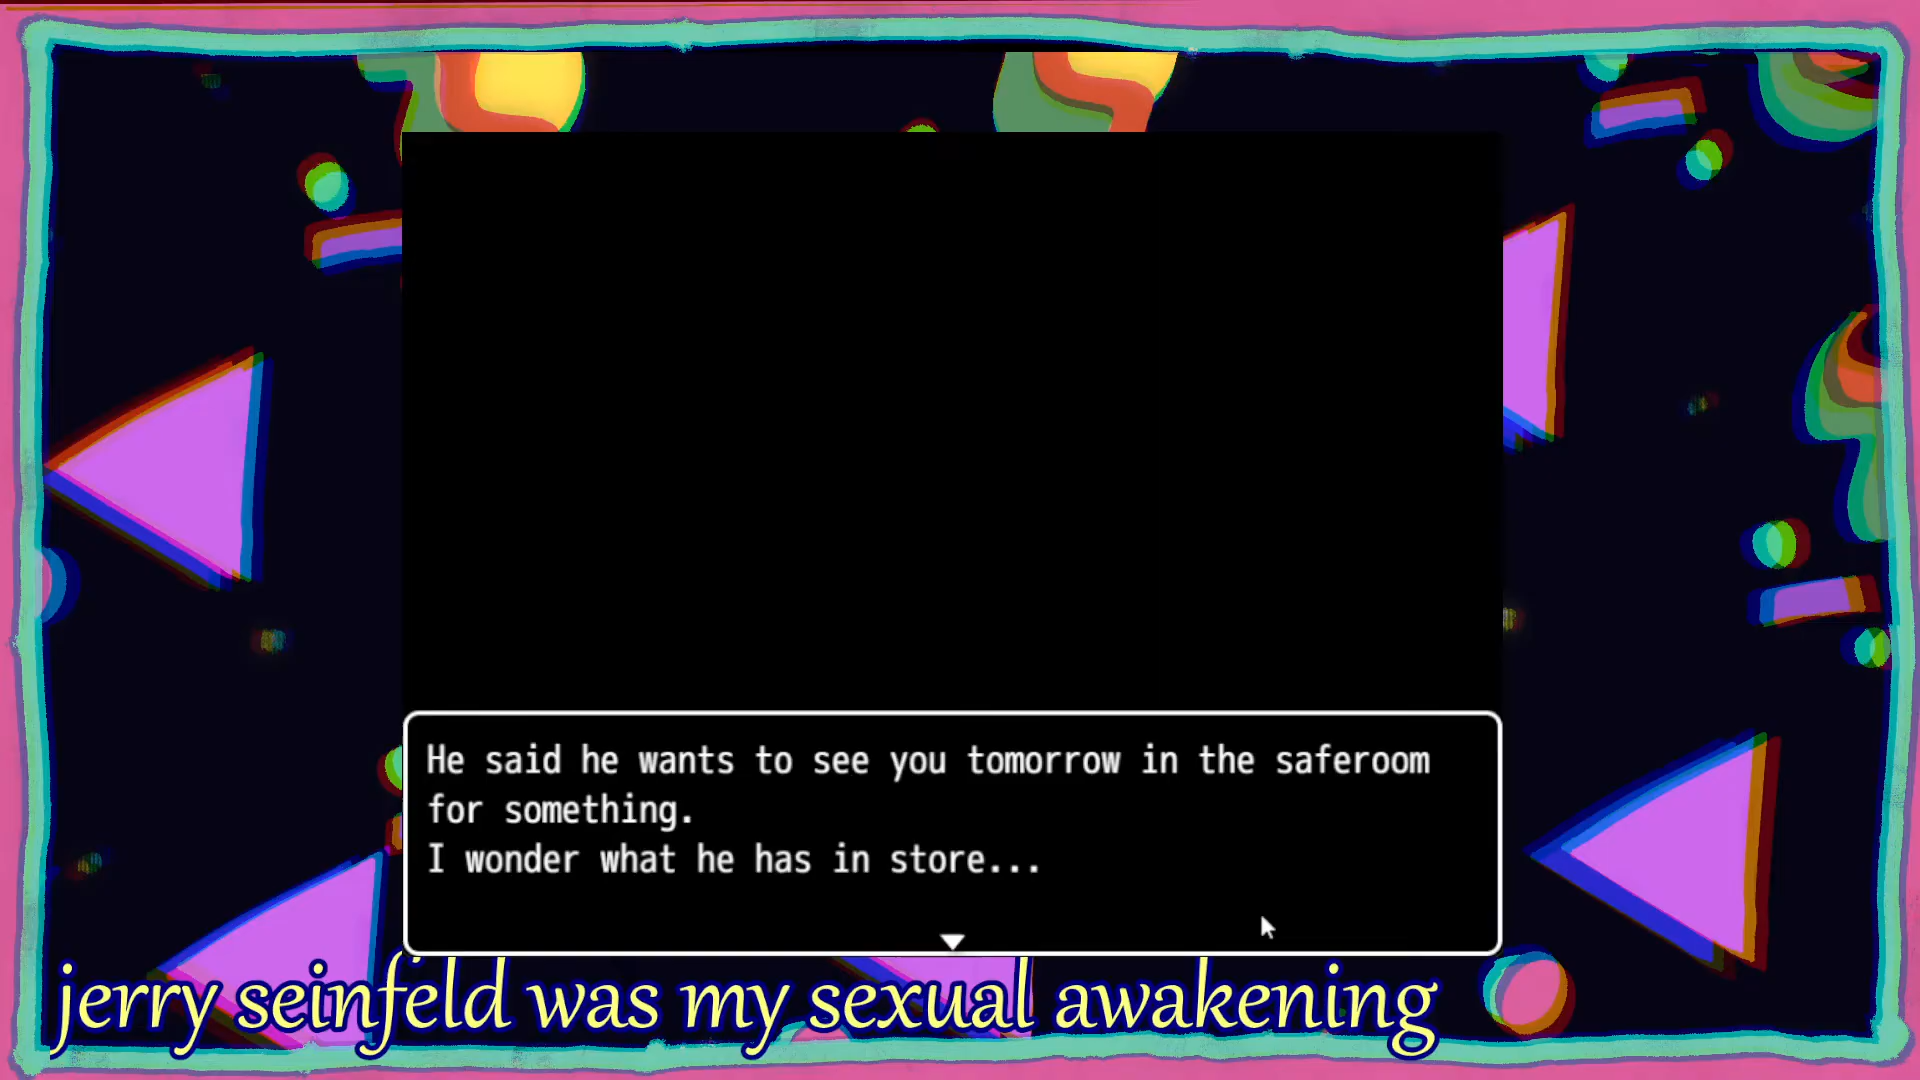 He said he wants to see you tomorrow in the saferoom
for something.
I wonder what he has in store...
jerry seinfeld was my sexual awakening